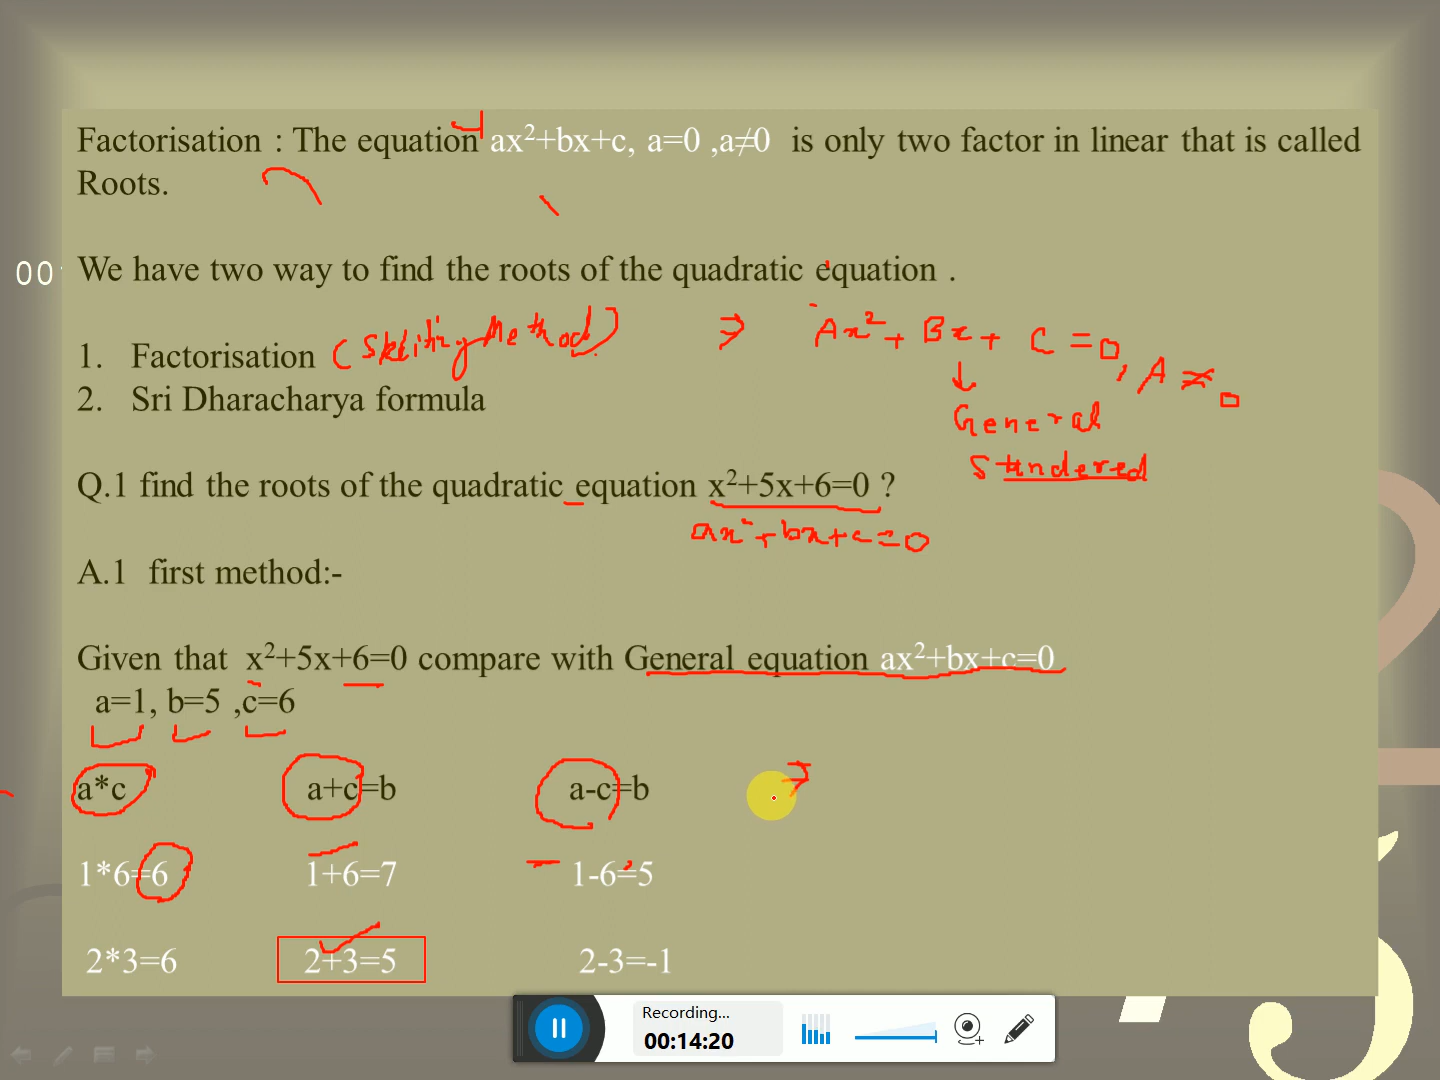 Factorisation : The equation ax²+bx+c, a=0 ,a≠0 is only two factor in linear that is called
Roots.
00
We have two way to find the roots of the quadratic equation .
1. Factorisation (Skliting Method)
⇒ Ax² + Bx + C = 0, A ≠ 0
2. Sri Dharacharya formula
↓
General
Standered
Q.1 find the roots of the quadratic equation x²+5x+6=0 ?
ax²+bx+c=0
A.1 first method:-
Given that x²+5x+6=0 compare with General equation ax²+bx+c=0
a=1, b=5 ,c=6
a*c a+c=b a-c=b
1*6=6 1+6=7 1-6=5
2*3=6 2+3=5 2-3=-1
Recording...
00:14:20